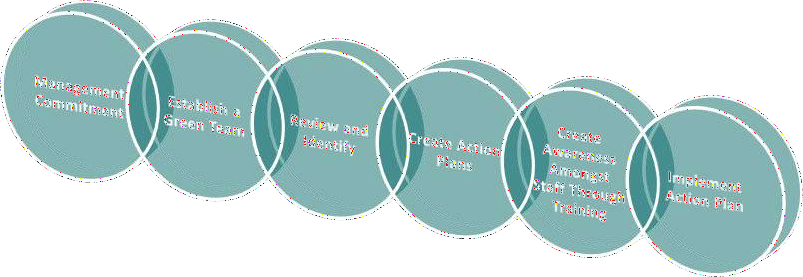 Management
Commitment
Establish a
Green Team
Review and
Identify
Create Action
Plans
Create
Awareness
Amongst
Staff Through
Training
Implement
Action Plan